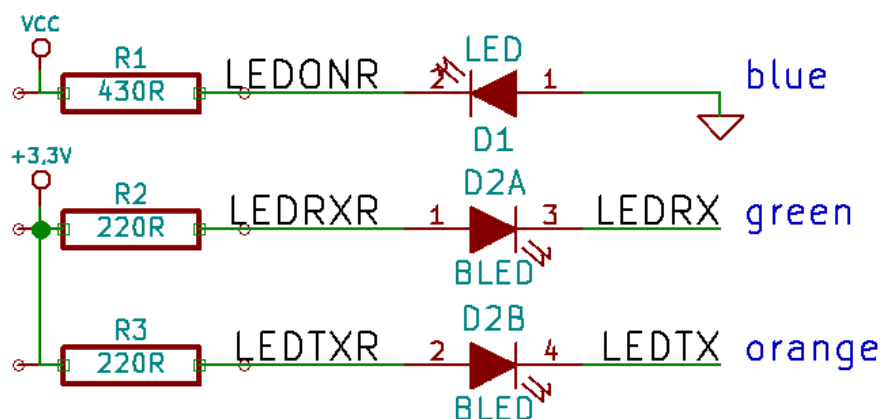 VCC
R1
430R
LEDONR
2
LED
1
D1
blue
+3,3V
R2
220R
LEDRXR
1
D2A
3
BLED
LEDRX
green
R3
220R
LEDTXR
2
D2B
4
BLED
LEDTX
orange